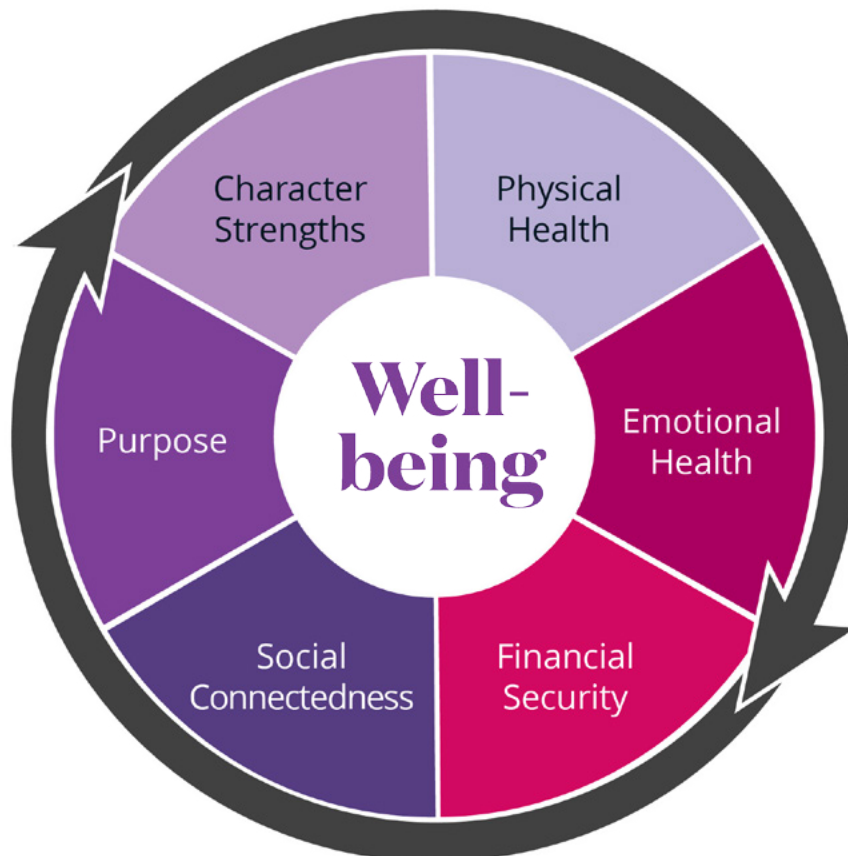 Character
Strengths
Physical
Health
Purpose
Well-
being
Emotional
Health
Social
Connectedness
Financial
Security